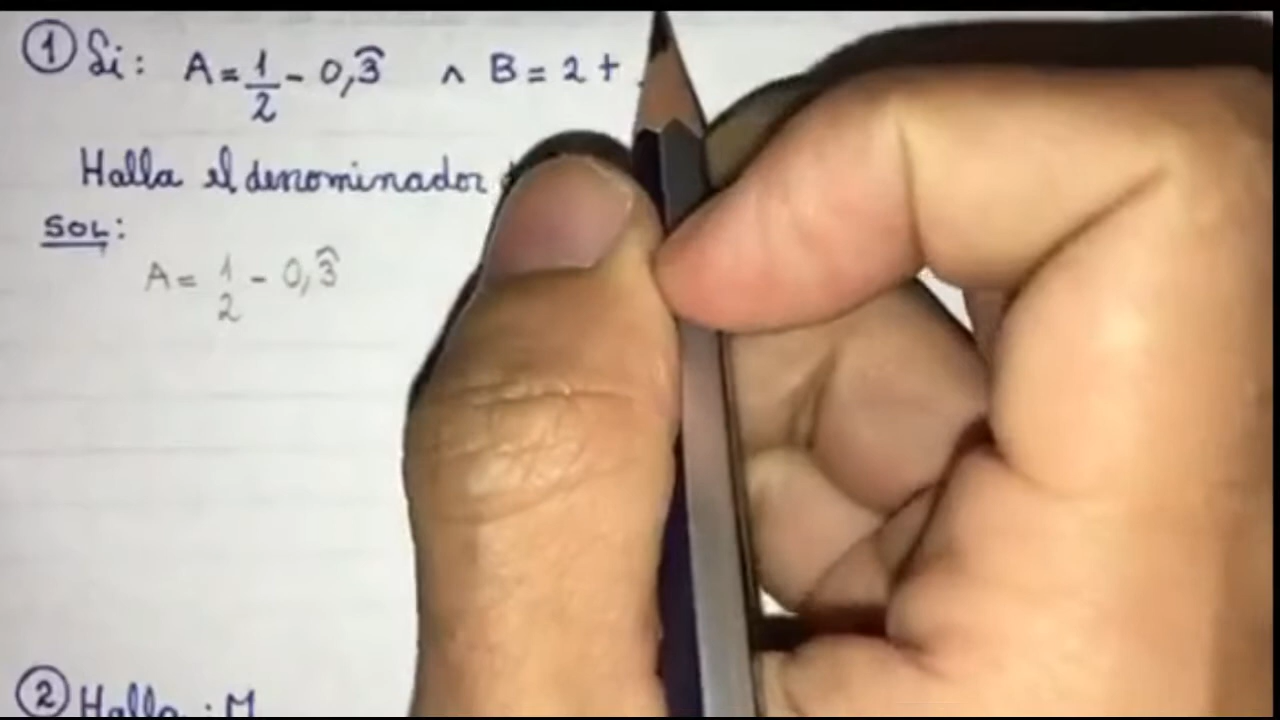 ① Si: A = 1/2 - 0,3̂ ∧ B = 2 +
Halla el denominador
SOL:
A = 1/2 - 0,3̂
② Halla : M